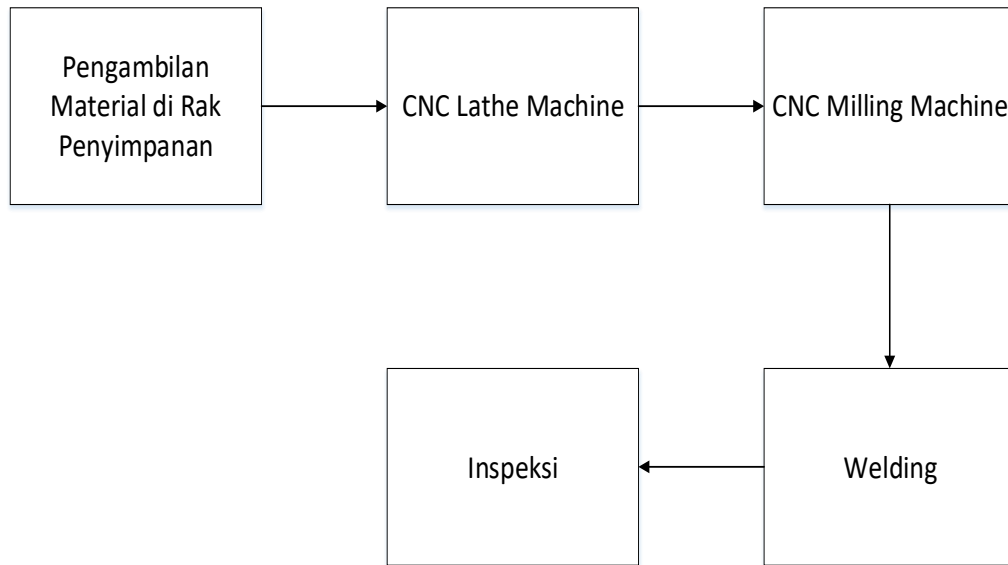 Pengambilan
Material di Rak
Penyimpanan
CNC Lathe Machine
CNC Milling Machine
Welding
Inspeksi